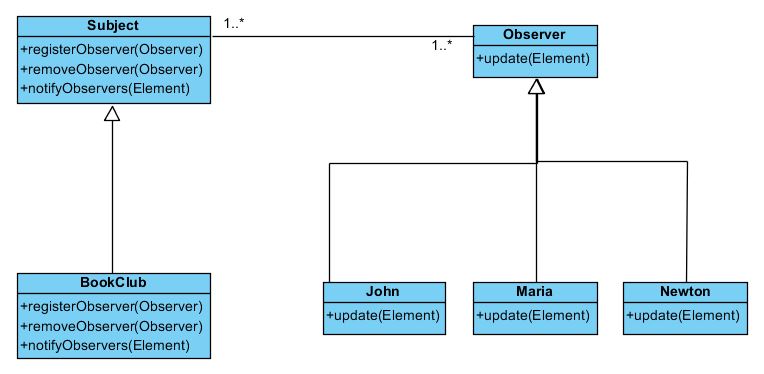 Subject
+registerObserver(Observer)
+removeObserver(Observer)
+notifyObservers(Element)
1..*
1..*
Observer
+update(Element)
BookClub
+registerObserver(Observer)
+removeObserver(Observer)
+notifyObservers(Element)
John
+update(Element)
Maria
+update(Element)
Newton
+update(Element)